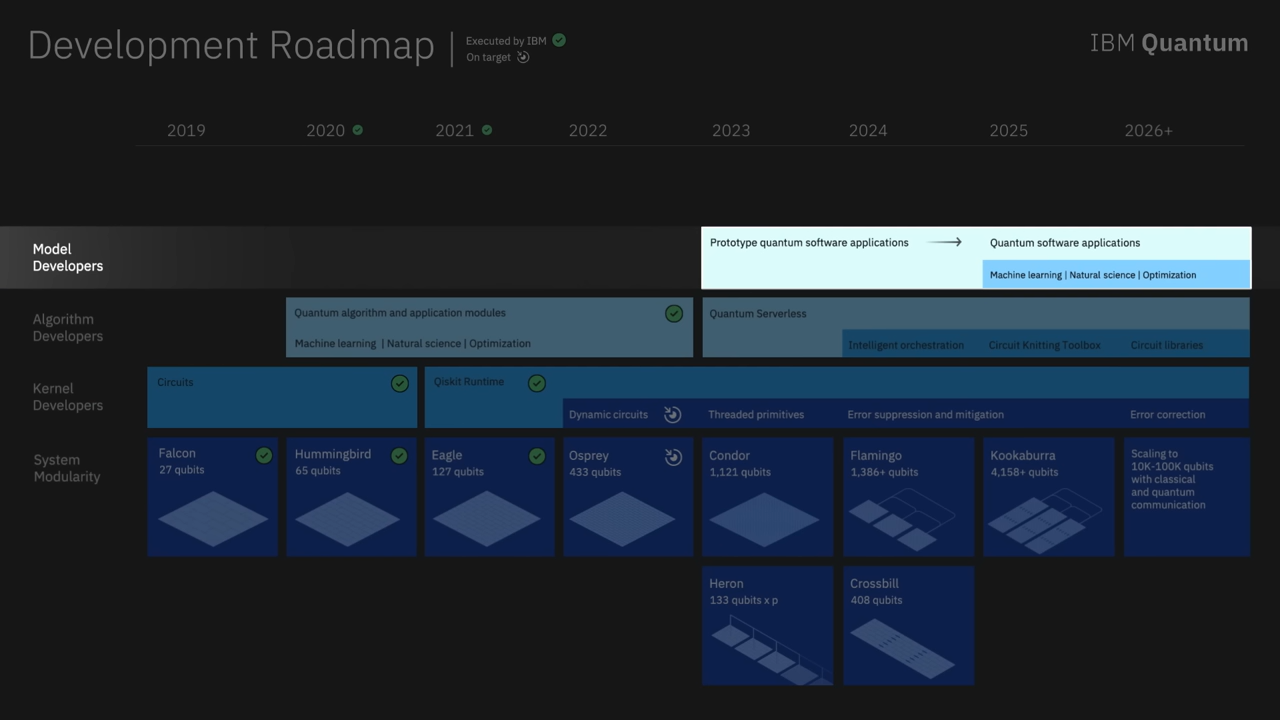 Development Roadmap
Executed by IBM
On target
IBM Quantum
2019
2020
2021
2022
2023
2024
2025
2026+
Model
Developers
Prototype quantum software applications
Quantum software applications
Machine learning | Natural science | Optimization
Algorithm
Developers
Quantum algorithm and application modules
Machine learning | Natural science | Optimization
Quantum Serverless
Intelligent orchestration
Circuit Knitting Toolbox
Circuit libraries
Kernel
Developers
Circuits
Qiskit Runtime
Dynamic circuits
Threaded primitives
Error suppression and mitigation
Error correction
System
Modularity
Falcon
27 qubits
Hummingbird
65 qubits
Eagle
127 qubits
Osprey
433 qubits
Condor
1,121 qubits
Flamingo
1,386+ qubits
Kookaburra
4,158+ qubits
Scaling to
10K-100K qubits
with classical
and quantum
communication
Heron
133 qubits x p
Crossbill
408 qubits